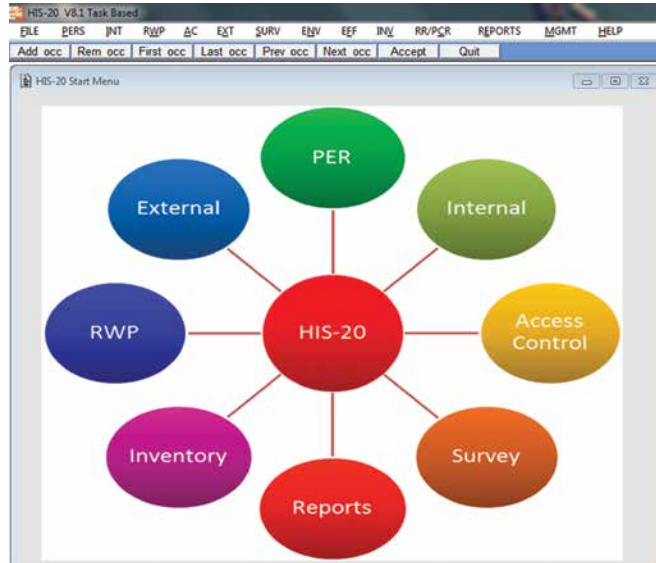 HIS-20 V8.1 Task Based
FILE PERS INT RWP AC EXT SURV ENV EFF INV RR/PCR REPORTS MGMT HELP
Add occ Rem occ First occ Last occ Prev occ Next occ Accept Quit
HIS-20 Start Menu
PER
External
Internal
RWP
HIS-20
Access
Control
Inventory
Survey
Reports